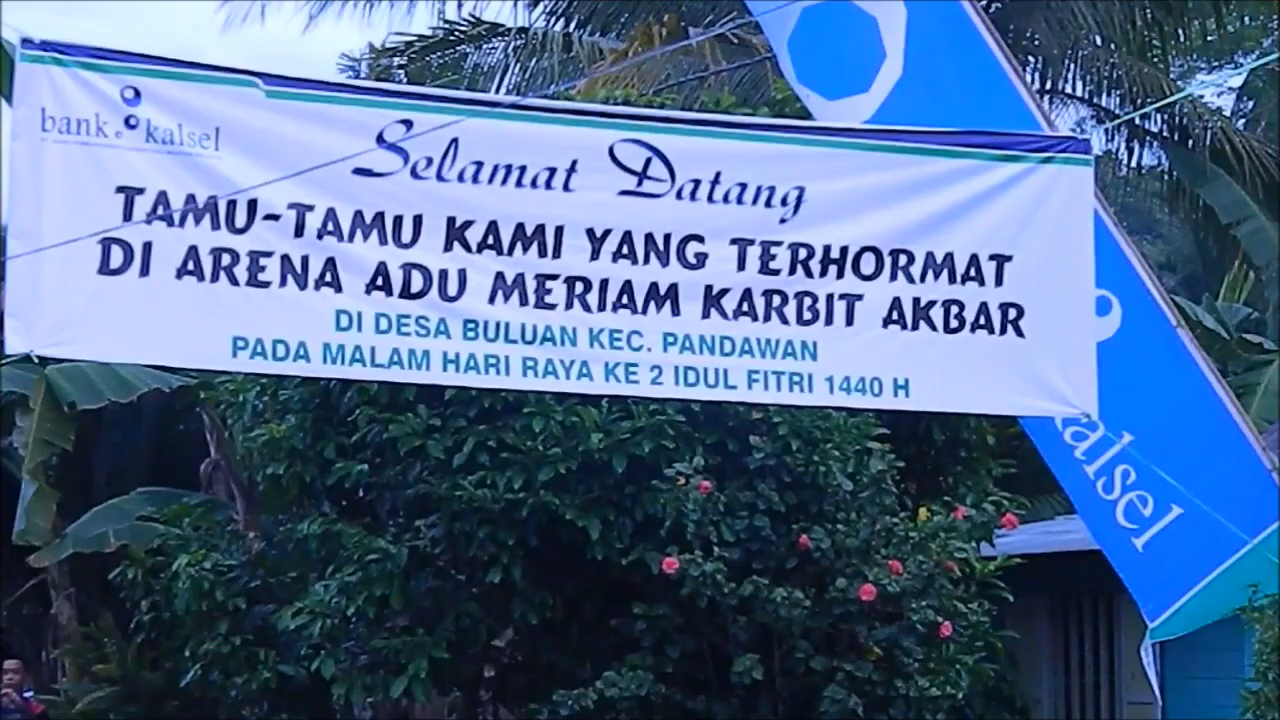 bank kalsel
Selamat Datang
TAMU-TAMU KAMI YANG TERHORMAT
DI ARENA ADU MERIAM KARBIT AKBAR
DI DESA BULUAN KEC. PANDAWAN
PADA MALAM HARI RAYA KE 2 IDUL FITRI 1440 H
kalsel